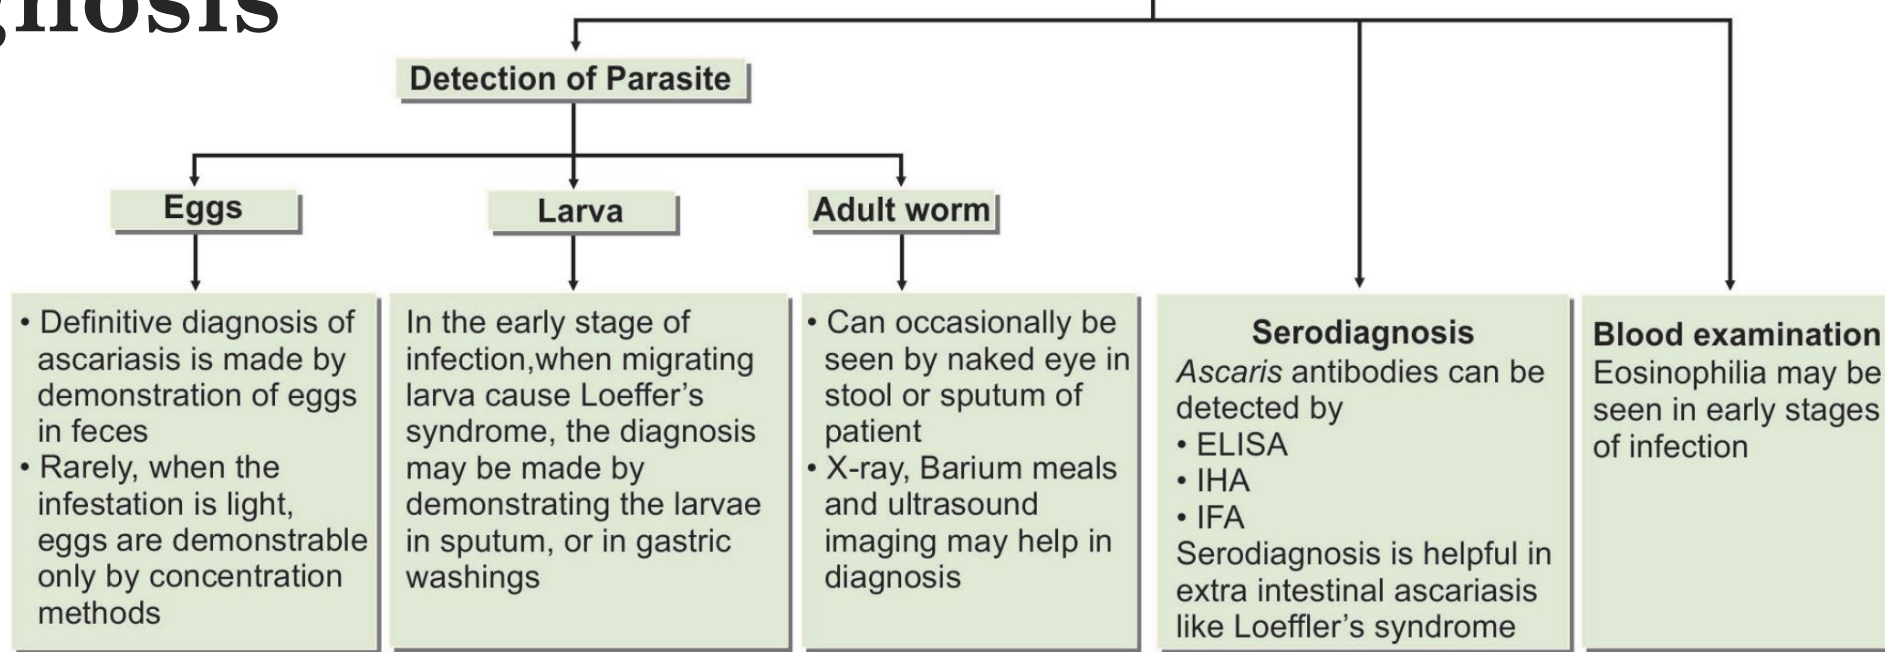 Detection of Parasite
Eggs
Larva
Adult worm
• Definitive diagnosis of
ascariasis is made by
demonstration of eggs
in feces
• Rarely, when the
infestation is light,
eggs are demonstrable
only by concentration
methods
In the early stage of
infection,when migrating
larva cause Loeffer’s
syndrome, the diagnosis
may be made by
demonstrating the larvae
in sputum, or in gastric
washings
• Can occasionally be
seen by naked eye in
stool or sputum of
patient
• X-ray, Barium meals
and ultrasound
imaging may help in
diagnosis
Serodiagnosis
Ascaris antibodies can be
detected by
• ELISA
• IHA
• IFA
Serodiagnosis is helpful in
extra intestinal ascariasis
like Loeffler’s syndrome
Blood examination
Eosinophilia may be
seen in early stages
of infection